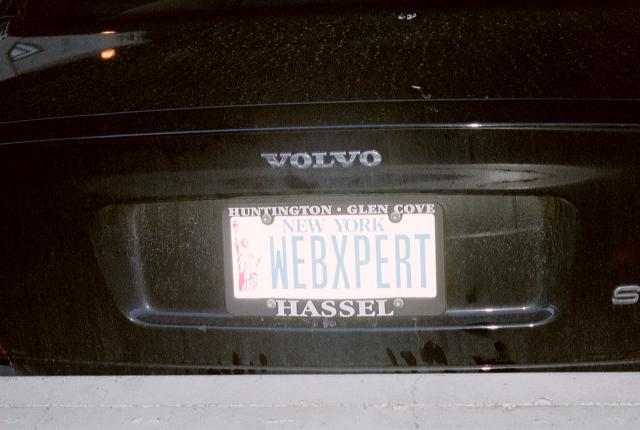 VOLVO
HUNTINGTON • GLEN COVE
NEW YORK
WEBXPERT
HASSEL
S